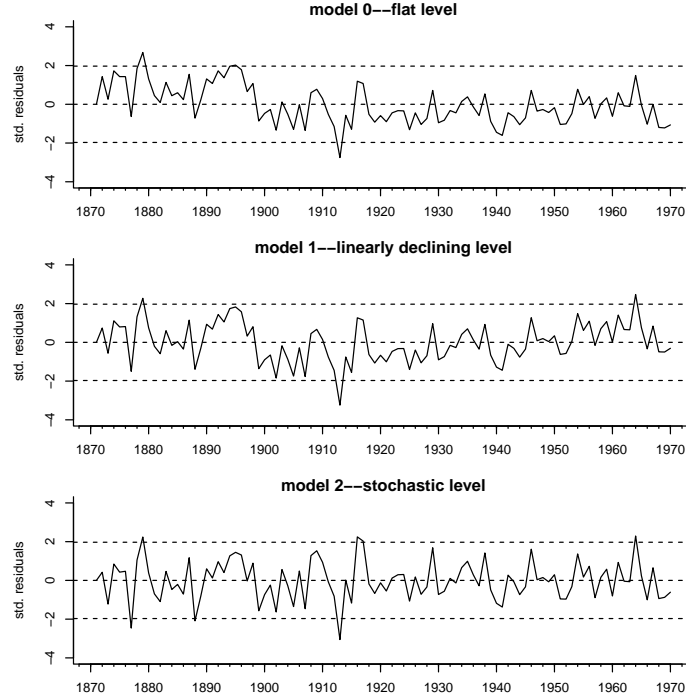 model 0−−flat level
std. residuals
4
2
0
−2
−4
1870 1880 1890 1900 1910 1920 1930 1940 1950 1960 1970
model 1−−linearly declining level
std. residuals
4
2
0
−2
−4
1870 1880 1890 1900 1910 1920 1930 1940 1950 1960 1970
model 2−−stochastic level
std. residuals
4
2
0
−2
−4
1870 1880 1890 1900 1910 1920 1930 1940 1950 1960 1970